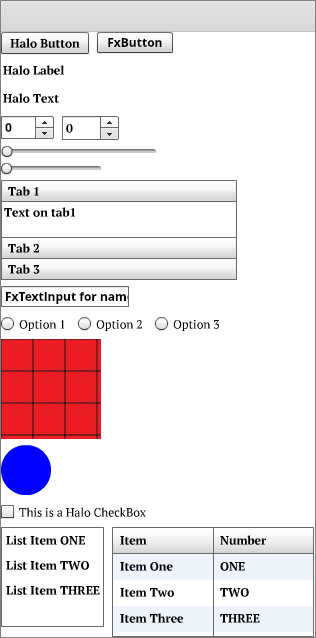 Halo Button FxButton
Halo Label
Halo Text
0 0
Tab 1
Text on tab1
Tab 2
Tab 3
FxTextInput for nam
Option 1 Option 2 Option 3
This is a Halo CheckBox
List Item ONE
List Item TWO
List Item THREE
Item Number
Item One ONE
Item Two TWO
Item Three THREE